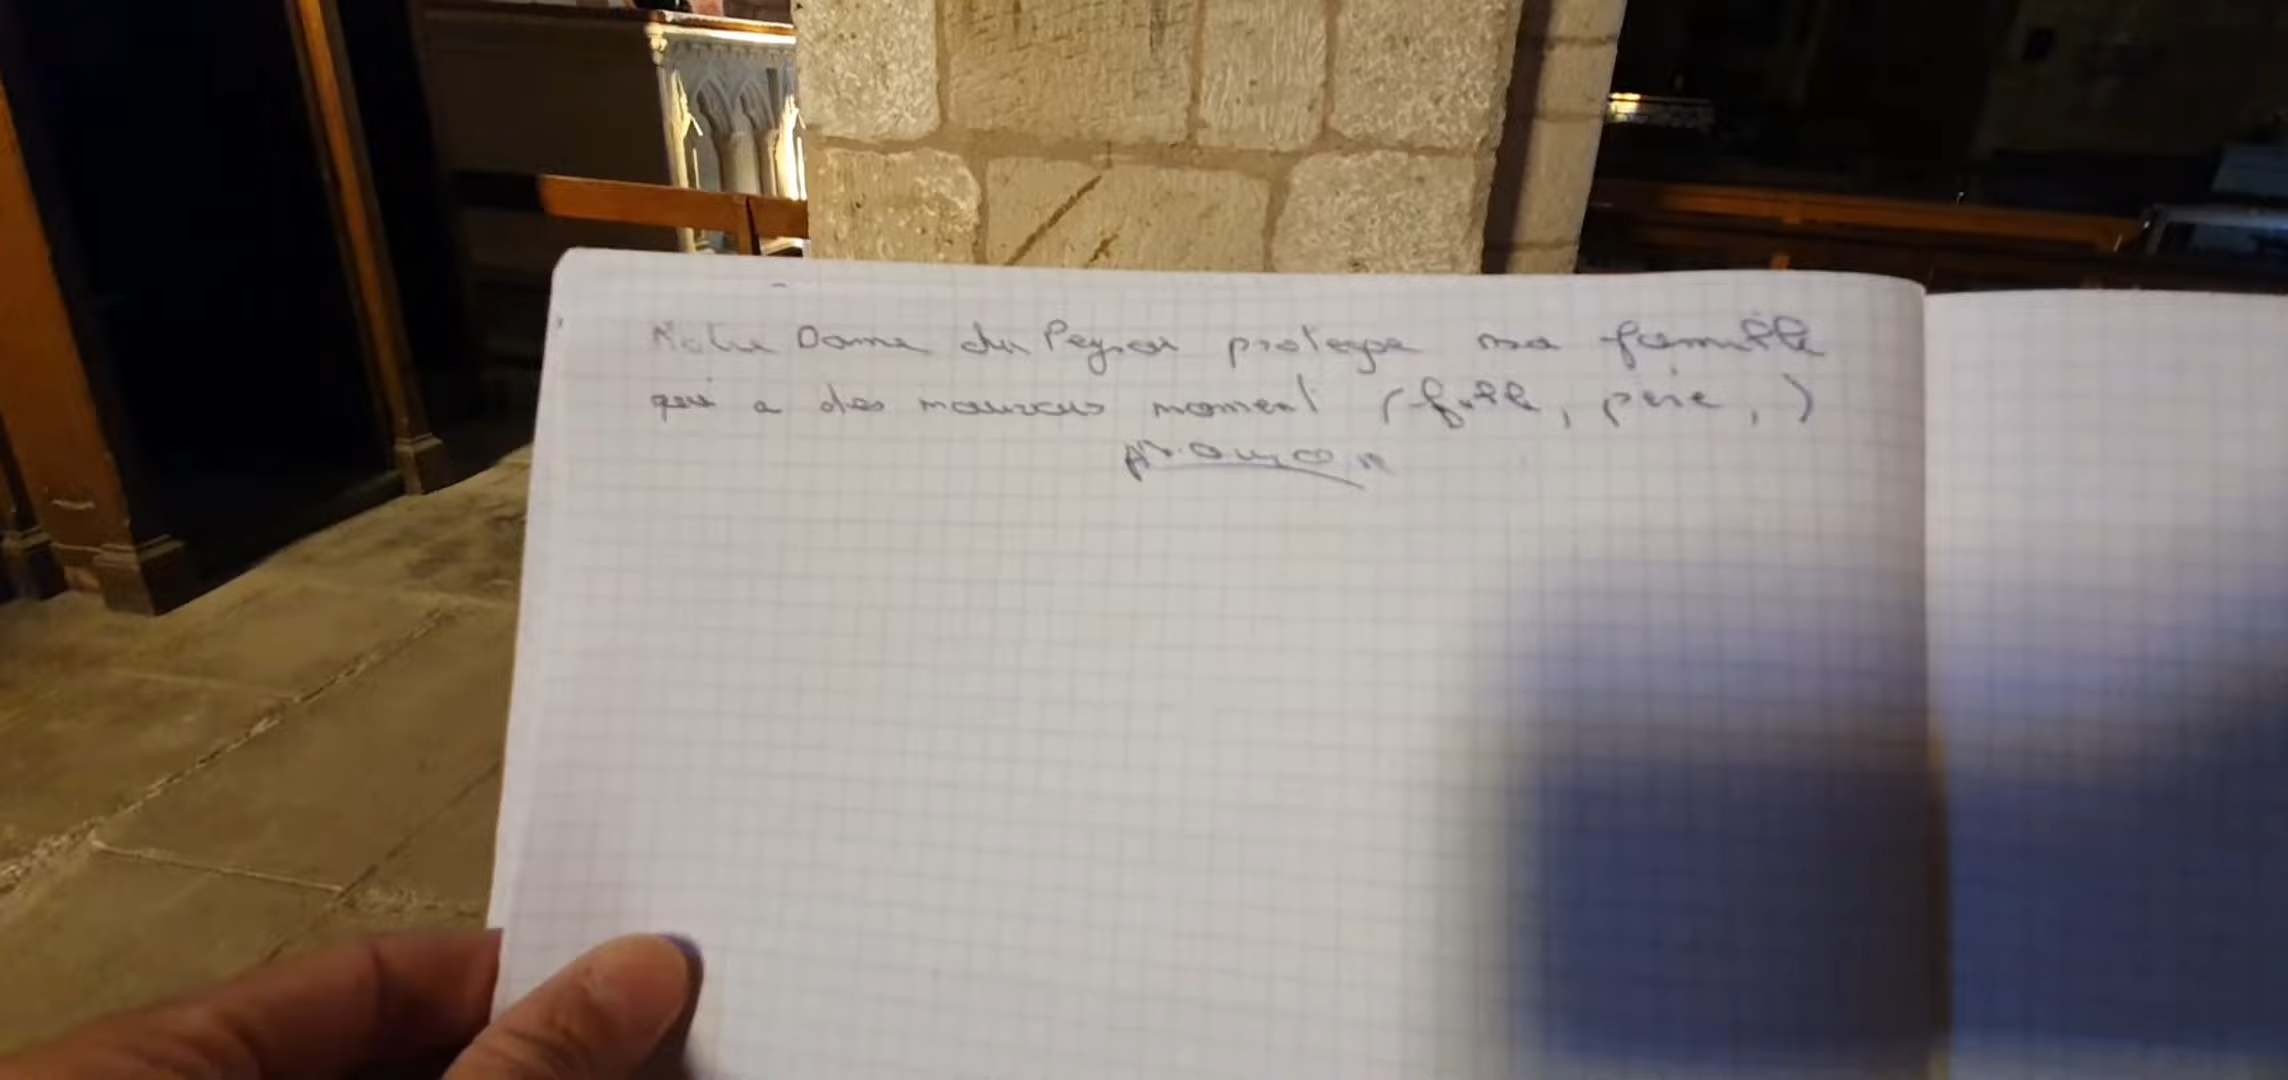 Notre Dame du Peyrou protege ma famille
qui a des mauvais moment (fille, père,)